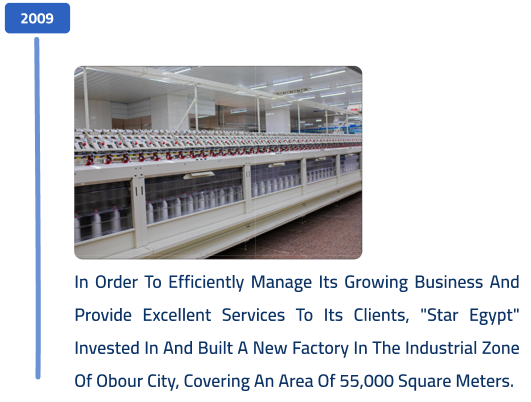 2009
In Order To Efficiently Manage Its Growing Business And
Provide Excellent Services To Its Clients, "Star Egypt"
Invested In And Built A New Factory In The Industrial Zone
Of Obour City, Covering An Area Of 55,000 Square Meters.